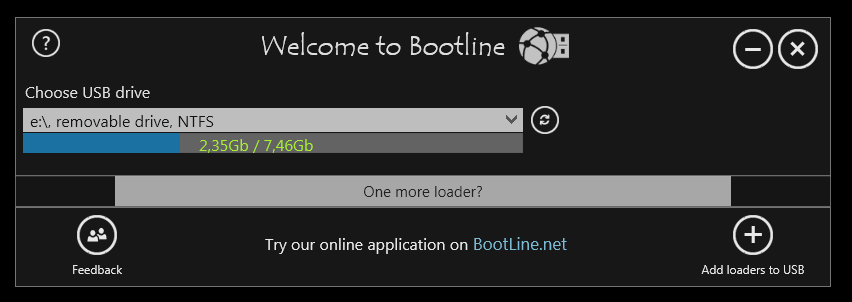 ?
Welcome to Bootline
Choose USB drive
e:\, removable drive, NTFS
2,35Gb / 7,46Gb
One more loader?
Feedback
Try our online application on BootLine.net
Add loaders to USB